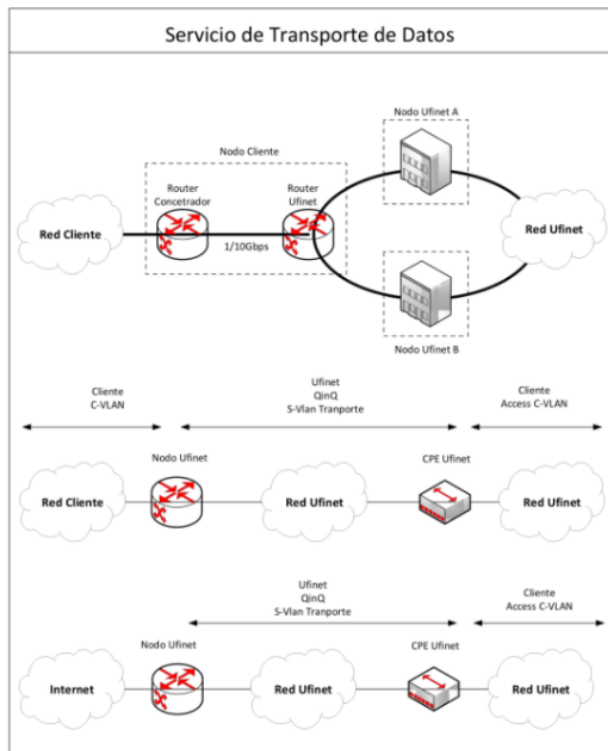 Servicio de Transporte de Datos
Nodo Ufinet A
Nodo Cliente
Router
Concetrador
Router
Ufinet
Red Cliente
Red Ufinet
1/10Gbps
Nodo Ufinet B
Cliente
C-VLAN
Ufinet
QinQ
S-Vlan Tranporte
Cliente
Access C-VLAN
Nodo Ufinet
CPE Ufinet
Red Cliente
Red Ufinet
Red Ufinet
Ufinet
QinQ
S-Vlan Tranporte
Cliente
Access C-VLAN
Nodo Ufinet
CPE Ufinet
Internet
Red Ufinet
Red Ufinet